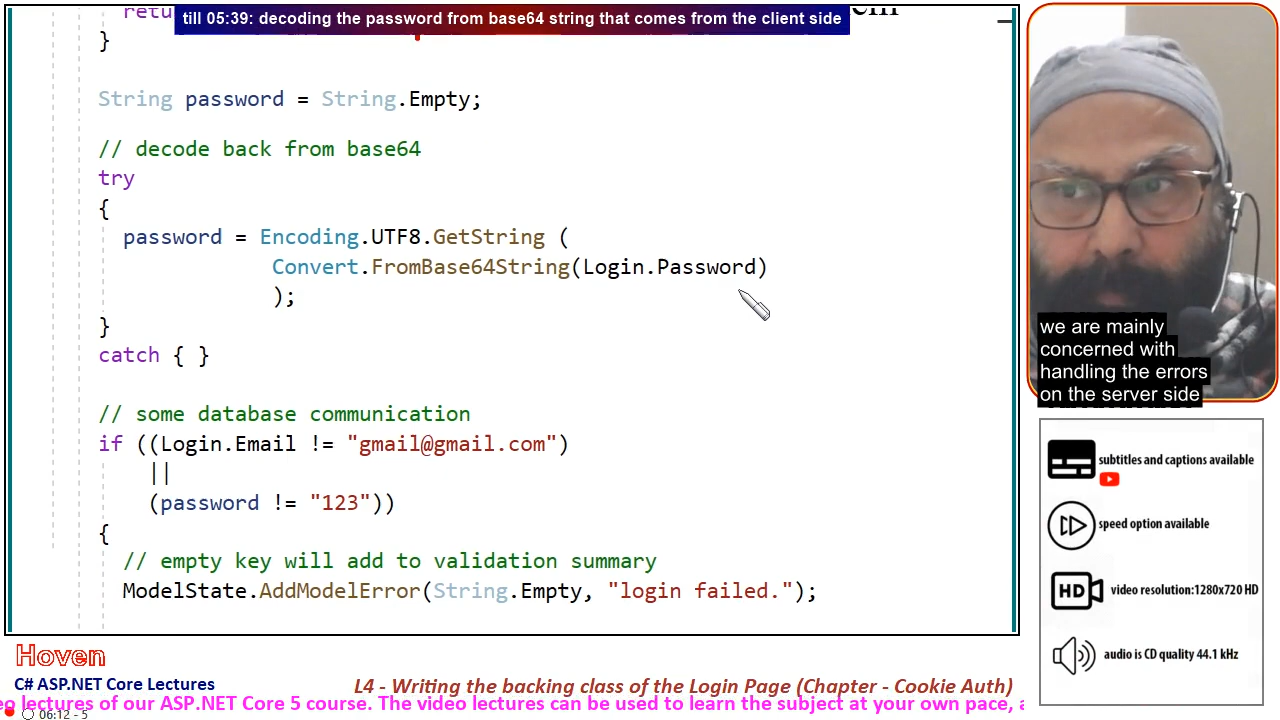 till 05:39: decoding the password from base64 string that comes from the client side
}
String password = String.Empty;
// decode back from base64
try
{
password = Encoding.UTF8.GetString (
Convert.FromBase64String(Login.Password)
);
}
catch { }
// some database communication
if ((Login.Email != "gmail@gmail.com")
||
(password != "123"))
{
// empty key will add to validation summary
ModelState.AddModelError(String.Empty, "login failed.");
we are mainly
concerned with
handling the errors
on the server side
subtitles and captions available
speed option available
HD
video resolution:1280x720 HD
audio is CD quality 44.1 kHz
Hoven
C# ASP.NET Core Lectures
L4 - Writing the backing class of the Login Page (Chapter - Cookie Auth)
lectures of our ASP.NET Core 5 course. The video lectures can be used to learn the subject at your own pace,
06:12 - 5